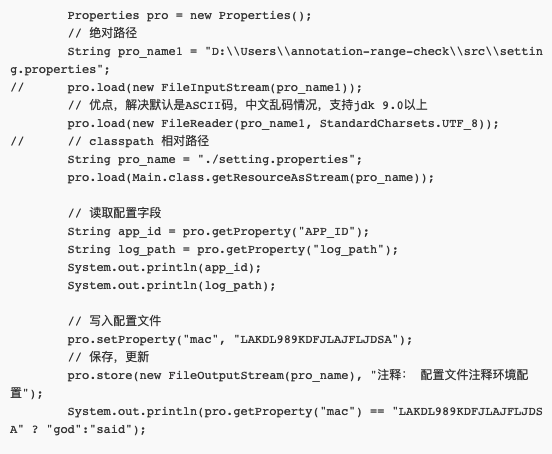 Properties pro = new Properties();
        // 绝对路径
        String pro_name1 = "D:\\Users\\annotation-range-check\\src\\settin
g.properties";
//      pro.load(new FileInputStream(pro_name1));
        // 优点，解决默认是ASCII码，中文乱码情况，支持jdk 9.0以上
        pro.load(new FileReader(pro_name1, StandardCharsets.UTF_8));
//      // classpath 相对路径
        String pro_name = "./setting.properties";
        pro.load(Main.class.getResourceAsStream(pro_name));

        // 读取配置字段
        String app_id = pro.getProperty("APP_ID");
        String log_path = pro.getProperty("log_path");
        System.out.println(app_id);
        System.out.println(log_path);

        // 写入配置文件
        pro.setProperty("mac", "LAKDL989KDFJLAJFLJDSA");
        // 保存，更新
        pro.store(new FileOutputStream(pro_name), "注释： 配置文件注释环境配
置");
        System.out.println(pro.getProperty("mac") == "LAKDL989KDFJLAJFLJDS
A" ? "god":"said");